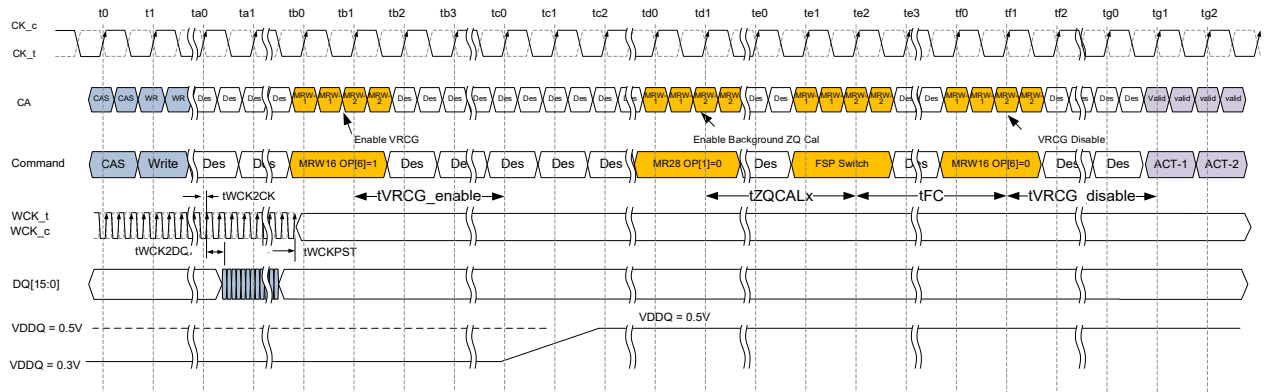 t0 t1 ta0 ta1 tb0 tb1 tb2 tb3 tc0 tc1 tc2 td0 td1 te0 te1 te2 te3 tf0 tf1 tf2 tg0 tg1 tg2
CK_c
CK_t
CA CAS CAS WR WR Des Des Des Des MRW-1 MRW-1 MRW-2 MRW-2 Des Des Des Des Des Des Des Des Des Des MRW-1 MRW-1 MRW-2 MRW-2 Des Des MRW-1 MRW-1 MRW-2 MRW-2 Des Des MRW-1 MRW-1 MRW-2 MRW-2 Des Des Des Des Valid valid valid valid
Enable VRCG Enable Background ZQ Cal VRCG Disable
Command CAS Write Des Des MRW16 OP[6]=1 Des Des Des Des Des MR28 OP[1]=0 Des FSP Switch Des MRW16 OP[6]=0 Des Des ACT-1 ACT-2
tWCK2CK tVRCG_enable tZQCALx tFC tVRCG_disable
WCK_t
WCK_c
tWCK2DQ tWCKPST
DQ[15:0]
VDDQ = 0.5V VDDQ = 0.5V
VDDQ = 0.3V